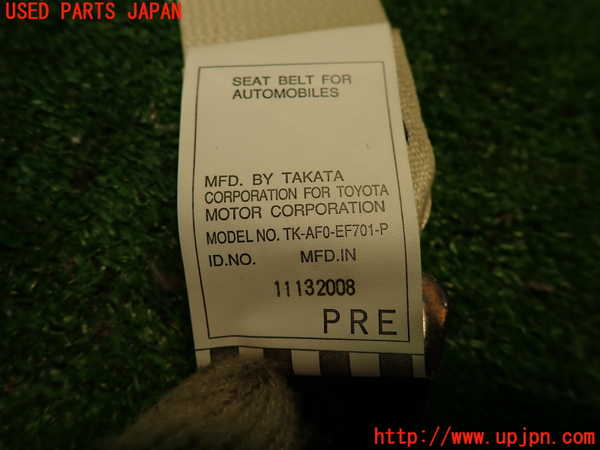 USED PARTS JAPAN
SEAT BELT FOR
AUTOMOBILES
MFD. BY TAKATA
CORPORATION FOR TOYOTA
MOTOR CORPORATION
MODEL NO. TK-AF0-EF701-P
ID.NO. MFD.IN
11132008
PRE
http://www.upjpn.com/